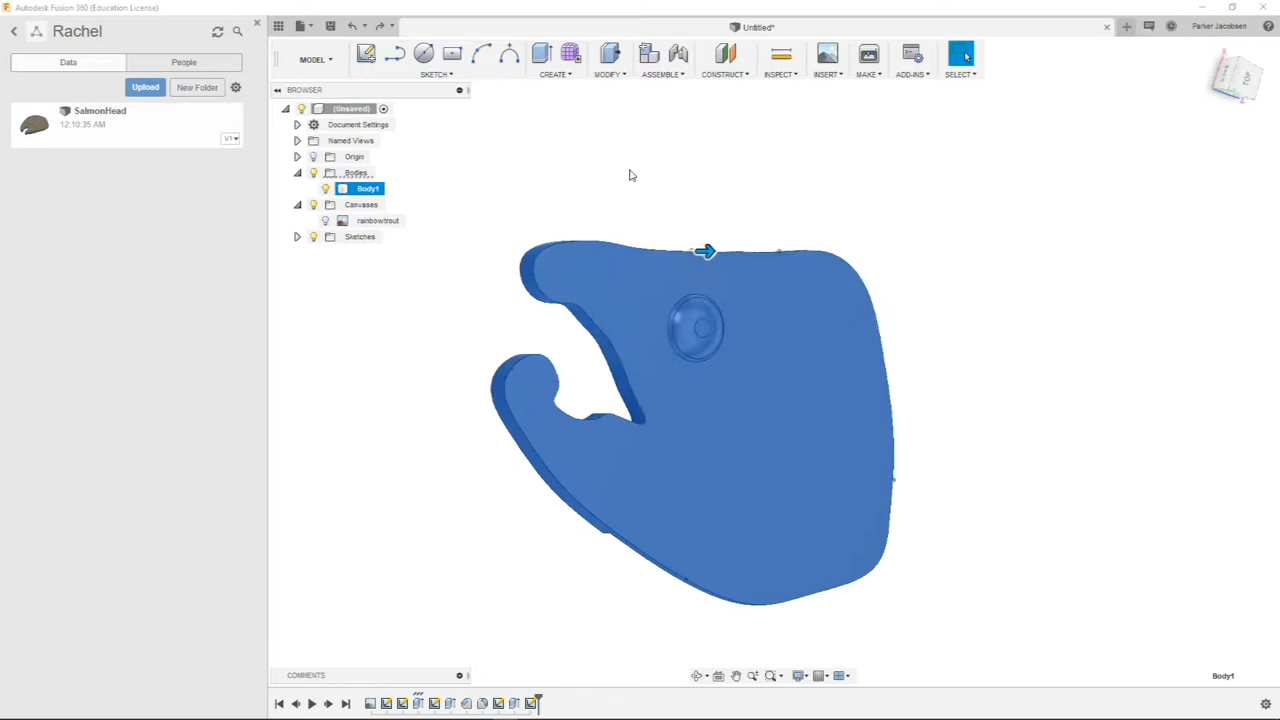 Autodesk Fusion 360 (Education License)
Rachel
Data
People
Upload
New Folder
SalmonHead
12:10:35 AM
V1
Untitled*
Parker Jacobsen
MODEL
SKETCH
CREATE
MODIFY
ASSEMBLE
CONSTRUCT
INSPECT
INSERT
MAKE
ADD-INS
SELECT
BROWSER
(Unsaved)
Document Settings
Named Views
Origin
Bodies
Body1
Canvases
rainbowtrout
Sketches
TOP
X
Z
COMMENTS
Body1